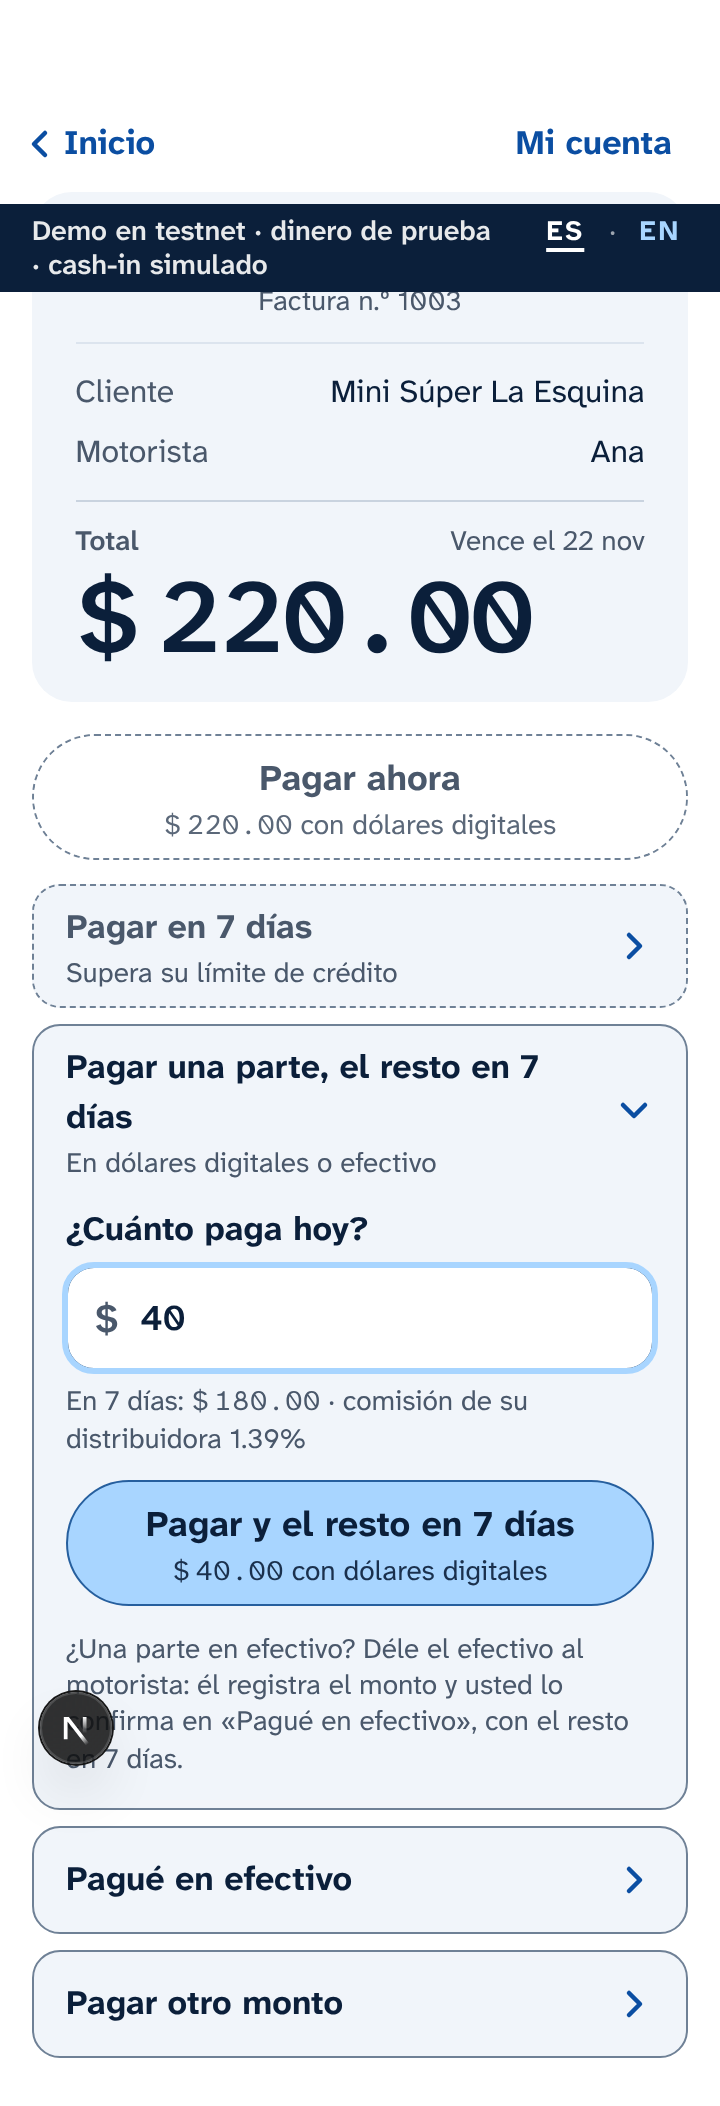 Inicio
Mi cuenta
Demo en testnet · dinero de prueba
· cash-in simulado
ES · EN
Factura n.º 1003
Cliente
Mini Súper La Esquina
Motorista
Ana
Total
Vence el 22 nov
$ 220.00
Pagar ahora
$ 220.00 con dólares digitales
Pagar en 7 días
Supera su límite de crédito
Pagar una parte, el resto en 7
días
En dólares digitales o efectivo
¿Cuánto paga hoy?
$ 40
En 7 días: $ 180.00 · comisión de su
distribuidora 1.39%
Pagar y el resto en 7 días
$ 40.00 con dólares digitales
¿Una parte en efectivo? Déle el efectivo al
motorista: él registra el monto y usted lo
confirma en «Pagué en efectivo», con el resto
en 7 días.
N
Pagué en efectivo
Pagar otro monto